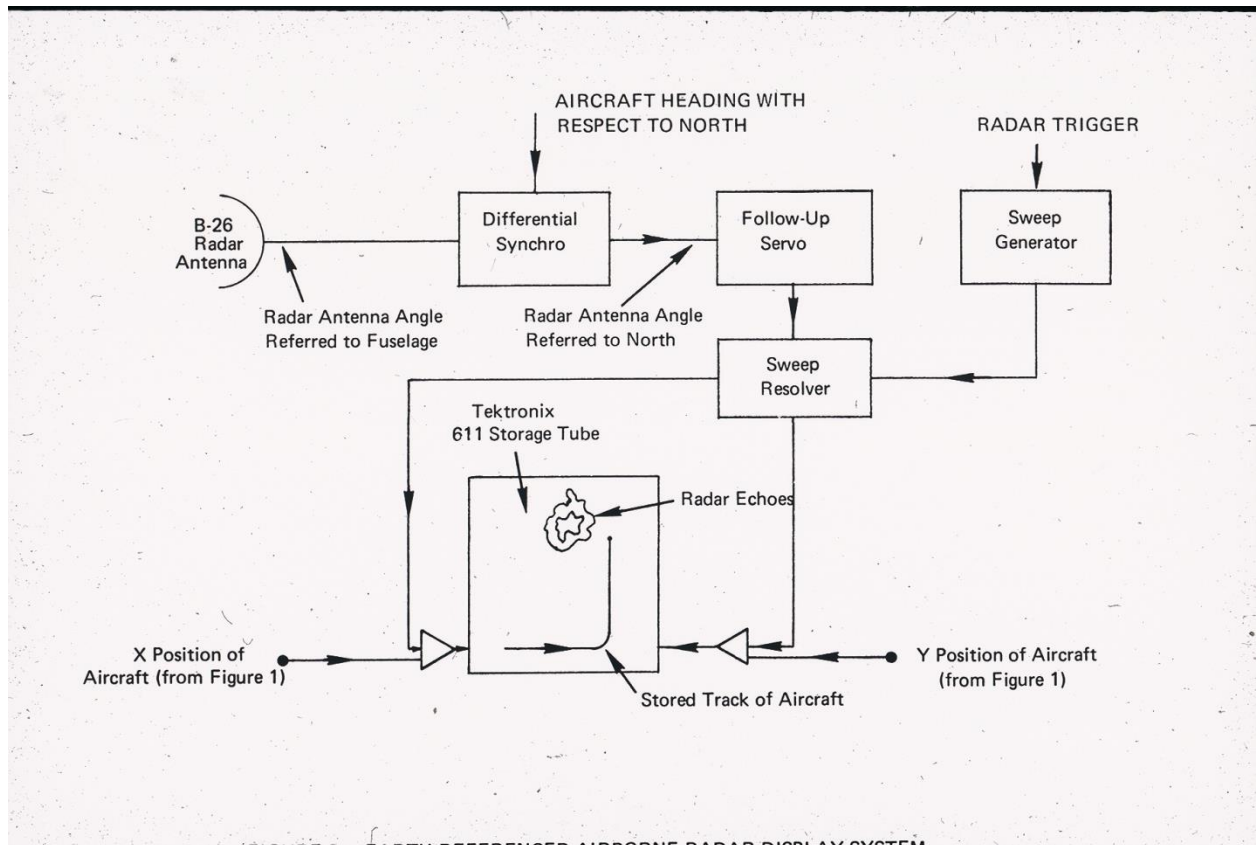 AIRCRAFT HEADING WITH
RESPECT TO NORTH
RADAR TRIGGER
B-26
Radar
Antenna
Differential
Synchro
Follow-Up
Servo
Sweep
Generator
Radar Antenna Angle
Referred to Fuselage
Radar Antenna Angle
Referred to North
Sweep
Resolver
Tektronix
611 Storage Tube
Radar Echoes
X Position of
Aircraft (from Figure 1)
Y Position of Aircraft
(from Figure 1)
Stored Track of Aircraft
EARTH REFERENCED AIRBORNE RADAR DISPLAY SYSTEM